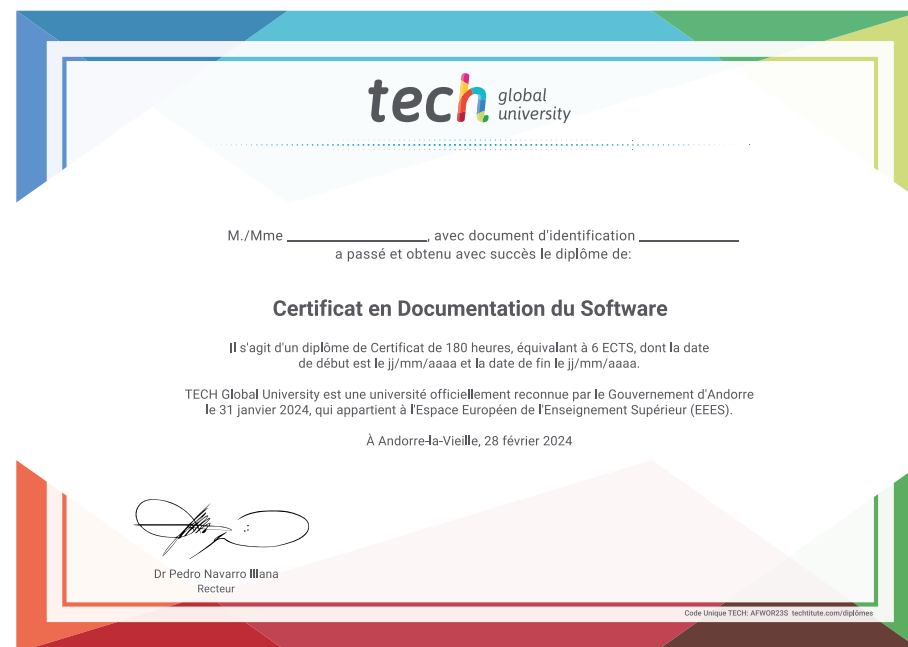 tech global university
M./Mme ____________________, avec document d'identification ______________
a passé et obtenu avec succès le diplôme de:
Certificat en Documentation du Software
Il s'agit d'un diplôme de Certificat de 180 heures, équivalant à 6 ECTS, dont la date
de début est le jj/mm/aaaa et la date de fin le jj/mm/aaaa.
TECH Global University est une université officiellement reconnue par le Gouvernement d'Andorre
le 31 janvier 2024, qui appartient à l'Espace Européen de l'Enseignement Supérieur (EEES).
À Andorre-la-Vieille, 28 février 2024
Dr Pedro Navarro Illana
Recteur
Code Unique TECH: AFWOR23S techtitute.com/diplômes